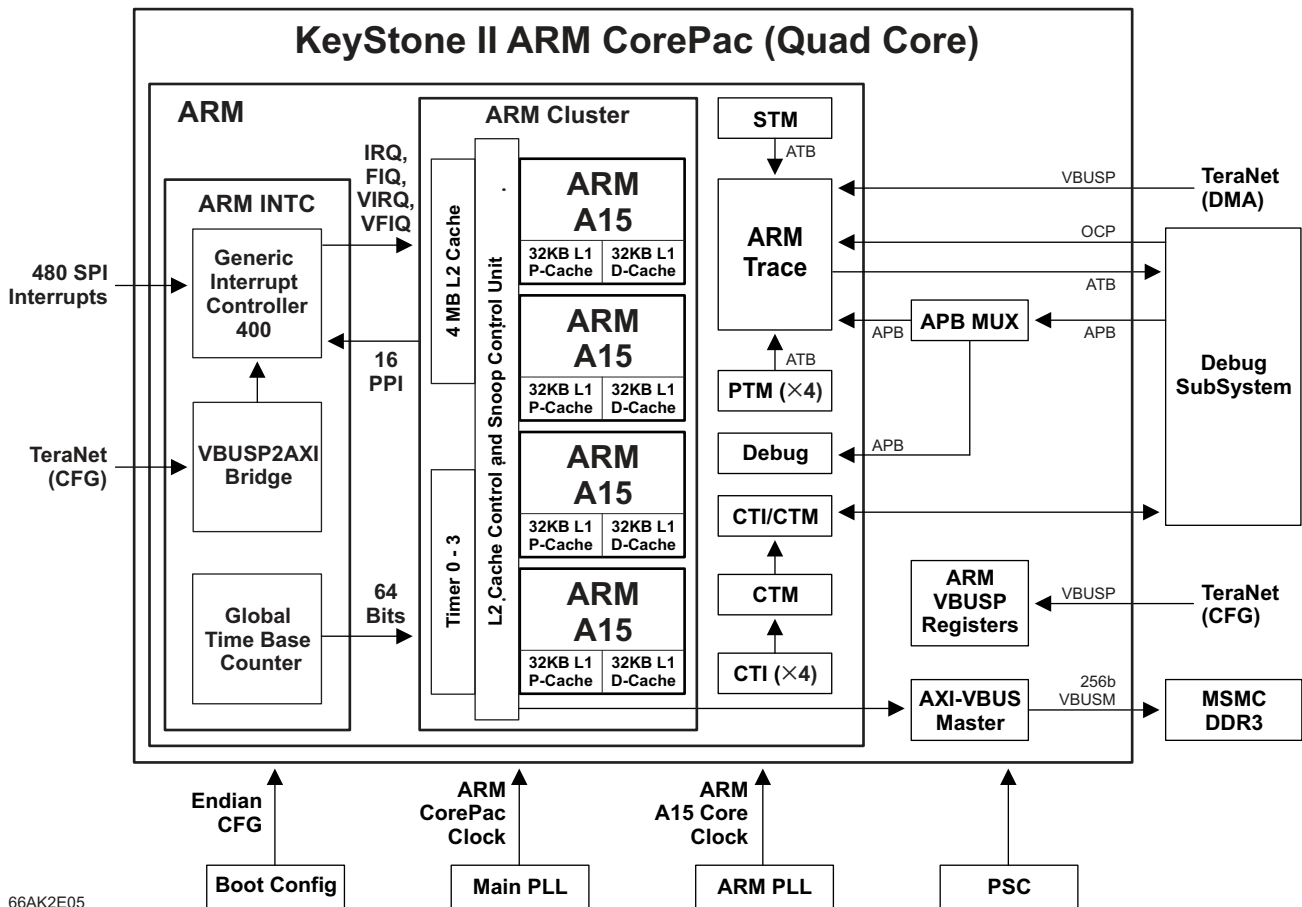 KeyStone II ARM CorePac (Quad Core)
ARM
ARM INTC
Generic
Interrupt
Controller
400
VBUSP2AXI
Bridge
Global
Time Base
Counter
480 SPI
Interrupts
TeraNet
(CFG)
IRQ,
FIQ,
VIRQ,
VFIQ
16
PPI
64
Bits
ARM Cluster
4 MB L2 Cache
Timer 0 - 3
L2 Cache Control and Snoop Control Unit
ARM
A15
32KB L1
P-Cache
32KB L1
D-Cache
ARM
A15
32KB L1
P-Cache
32KB L1
D-Cache
ARM
A15
32KB L1
P-Cache
32KB L1
D-Cache
ARM
A15
32KB L1
P-Cache
32KB L1
D-Cache
STM
ATB
ARM
Trace
ATB
PTM (×4)
Debug
CTI/CTM
CTM
CTI (×4)
VBUSP
TeraNet
(DMA)
OCP
ATB
APB
APB MUX
APB
APB
Debug
SubSystem
ARM
VBUSP
Registers
VBUSP
TeraNet
(CFG)
AXI-VBUS
Master
256b
VBUSM
MSMC
DDR3
Endian
CFG
ARM
CorePac
Clock
ARM
A15 Core
Clock
Boot Config
Main PLL
ARM PLL
PSC
66AK2E05